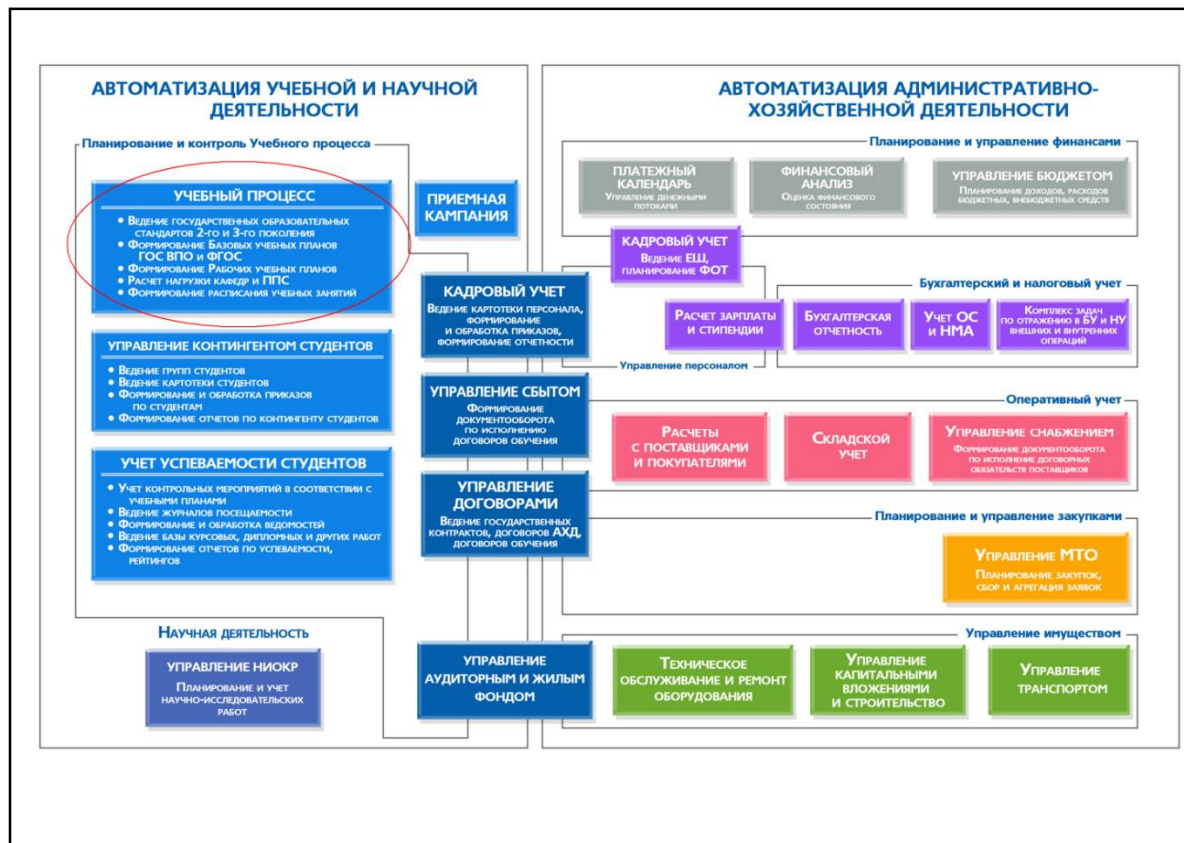 АВТОМАТИЗАЦИЯ УЧЕБНОЙ И НАУЧНОЙ
ДЕЯТЕЛЬНОСТИ
Планирование и контроль Учебного процесса
УЧЕБНЫЙ ПРОЦЕСС
• Ведение государственных образовательных
стандартов 2-го и 3-го поколения
• Формирование Базовых учебных планов
ГОС ВПО и ФГОС
• Формирование Рабочих учебных планов
• Расчет нагрузки кафедр и ППС
• Формирование расписания учебных занятий
ПРИЕМНАЯ
КАМПАНИЯ
УПРАВЛЕНИЕ КОНТИНГЕНТОМ СТУДЕНТОВ
• Ведение групп студентов
• Ведение картотеки студентов
• Формирование и обработка приказов
по студентам
• Формирование отчетов по контингенту студентов
УЧЕТ УСПЕВАЕМОСТИ СТУДЕНТОВ
• Учет контрольных мероприятий в соответствии с
учебными планами
• Ведение журналов посещаемости
• Формирование и обработка ведомостей
• Ведение базы курсовых, дипломных и других работ
• Формирование отчетов по успеваемости,
рейтингов
Научная деятельность
УПРАВЛЕНИЕ НИОКР
Планирование и учет
научно-исследовательских
работ
КАДРОВЫЙ УЧЕТ
Ведение картотеки персонала,
формирование
и обработка приказов,
формирование отчетности
УПРАВЛЕНИЕ СБЫТОМ
Формирование
документооборота
по исполнению
договоров обучения
УПРАВЛЕНИЕ
ДОГОВОРАМИ
Ведение государственных
контрактов, договоров АХД,
договоров обучения
УПРАВЛЕНИЕ
АУДИТОРНЫМ И ЖИЛЫМ
ФОНДОМ
АВТОМАТИЗАЦИЯ АДМИНИСТРАТИВНО-
ХОЗЯЙСТВЕННОЙ ДЕЯТЕЛЬНОСТИ
Планирование и управление финансами
ПЛАТЕЖНЫЙ
КАЛЕНДАРЬ
Управление денежными
потоками
ФИНАНСОВЫЙ
АНАЛИЗ
Оценка финансового
состояния
УПРАВЛЕНИЕ БЮДЖЕТОМ
Планирование доходов, расходов
бюджетных, внебюджетных средств
КАДРОВЫЙ УЧЕТ
Ведение ЕШ,
планирование ФОТ
Бухгалтерский и налоговый учет
Расчет зарплаты
и стипендии
Бухгалтерская
отчетность
Учет ОС
и НМА
Комплекс задач
по отражению в БУ и НУ
внешних и внутренних
операций
Управление персоналом
Оперативный учет
Расчеты
с поставщиками
и покупателями
Складской
учет
Управление снабжением
Формирование документооборота
по исполнение договорных
обязательств поставщиков
Планирование и управление закупками
Управление МТО
Планирование закупок,
сбор и агрегация заявок
Управление имуществом
Техническое
обслуживание и ремонт
оборудования
Управление
капитальными
вложениями
и строительство
Управление
транспортом